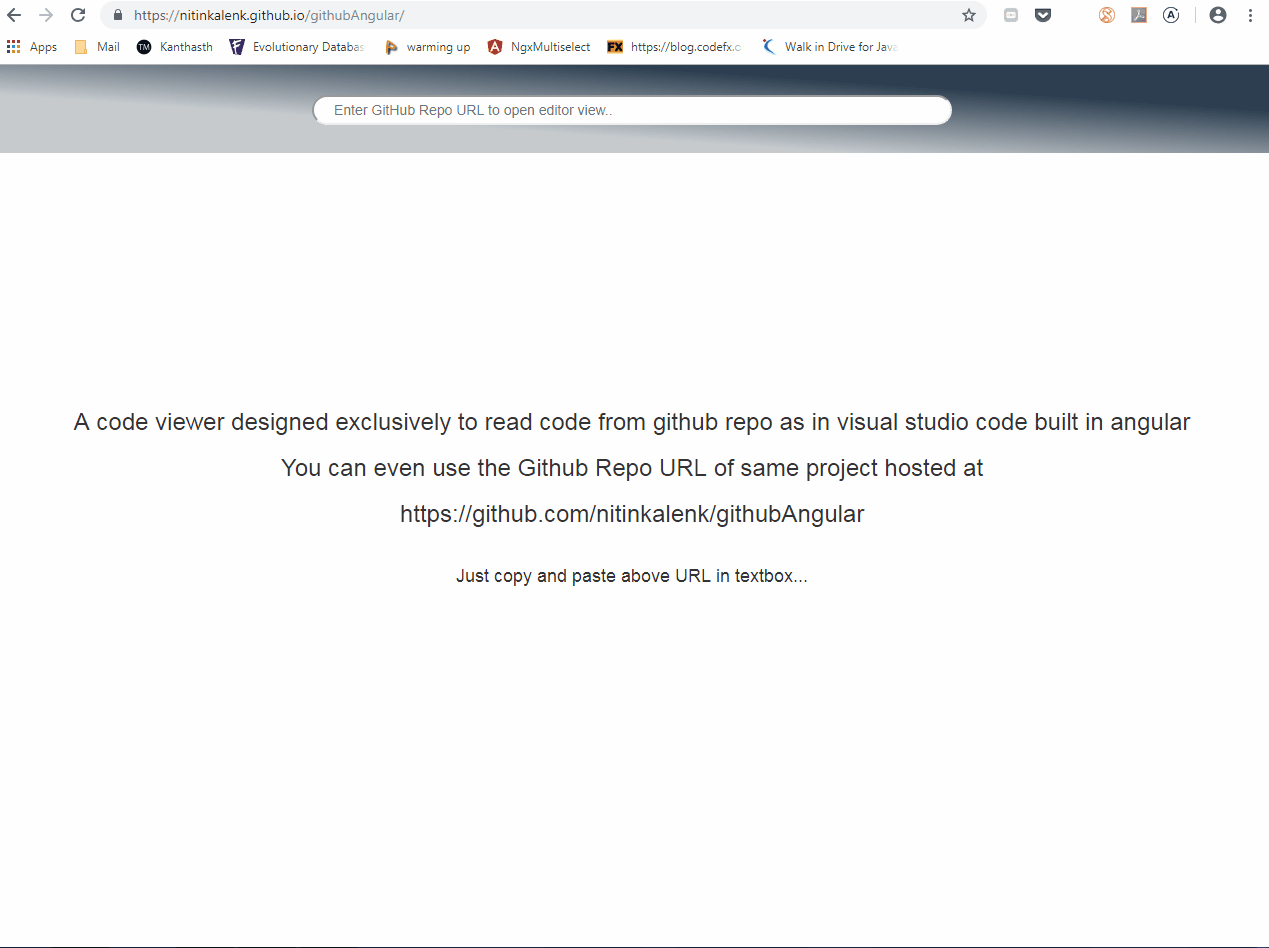 https://nitinkalenk.github.io/githubAngular/
Apps Mail TM Kanthasth Evolutionary Databas warming up NgxMultiselect FX https://blog.codefx.o Walk in Drive for Java
Enter GitHub Repo URL to open editor view..
A code viewer designed exclusively to read code from github repo as in visual studio code built in angular
You can even use the Github Repo URL of same project hosted at
https://github.com/nitinkalenk/githubAngular
Just copy and paste above URL in textbox...